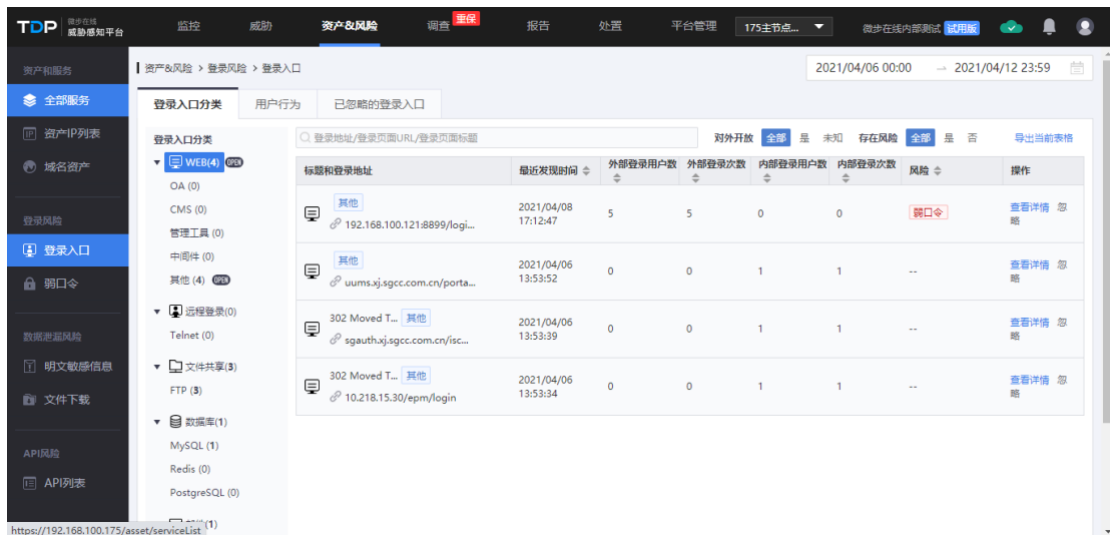 TDP 微步在线 威胁感知平台
监控 威胁 资产&风险 调查 重保 报告 处置 平台管理 175主节点... 微步在线内部测试 试用版
资产和服务
全部服务
资产IP列表
域名资产
登录风险
登录入口
弱口令
数据泄漏风险
明文敏感信息
文件下载
API风险
API列表
资产&风险 > 登录风险 > 登录入口
2021/04/06 00:00 → 2021/04/12 23:59
登录入口分类 用户行为 已忽略的登录入口
登录入口分类
WEB(4) OPEN
OA (0)
CMS (0)
管理工具 (0)
中间件 (0)
其他 (4) OPEN
远程登录(0)
Telnet (0)
文件共享(3)
FTP (3)
数据库(1)
MySQL (1)
Redis (0)
PostgreSQL (0)
(1)
登录地址/登录页面URL/登录页面标题 对外开放 全部 是 未知 存在风险 全部 是 否 导出当前表格
标题和登录地址 最近发现时间 外部登录用户数 外部登录次数 内部登录用户数 内部登录次数 风险 操作
其他
192.168.100.121:8899/logi... 2021/04/08 17:12:47 5 5 0 0 弱口令 查看详情 忽略
其他
uums.xj.sgcc.com.cn/porta... 2021/04/06 13:53:52 0 0 1 1 -- 查看详情 忽略
302 Moved T... 其他
sgauth.xj.sgcc.com.cn/isc... 2021/04/06 13:53:39 0 0 1 1 -- 查看详情 忽略
302 Moved T... 其他
10.218.15.30/epm/login 2021/04/06 13:53:34 0 0 1 1 -- 查看详情 忽略
https://192.168.100.175/asset/serviceList